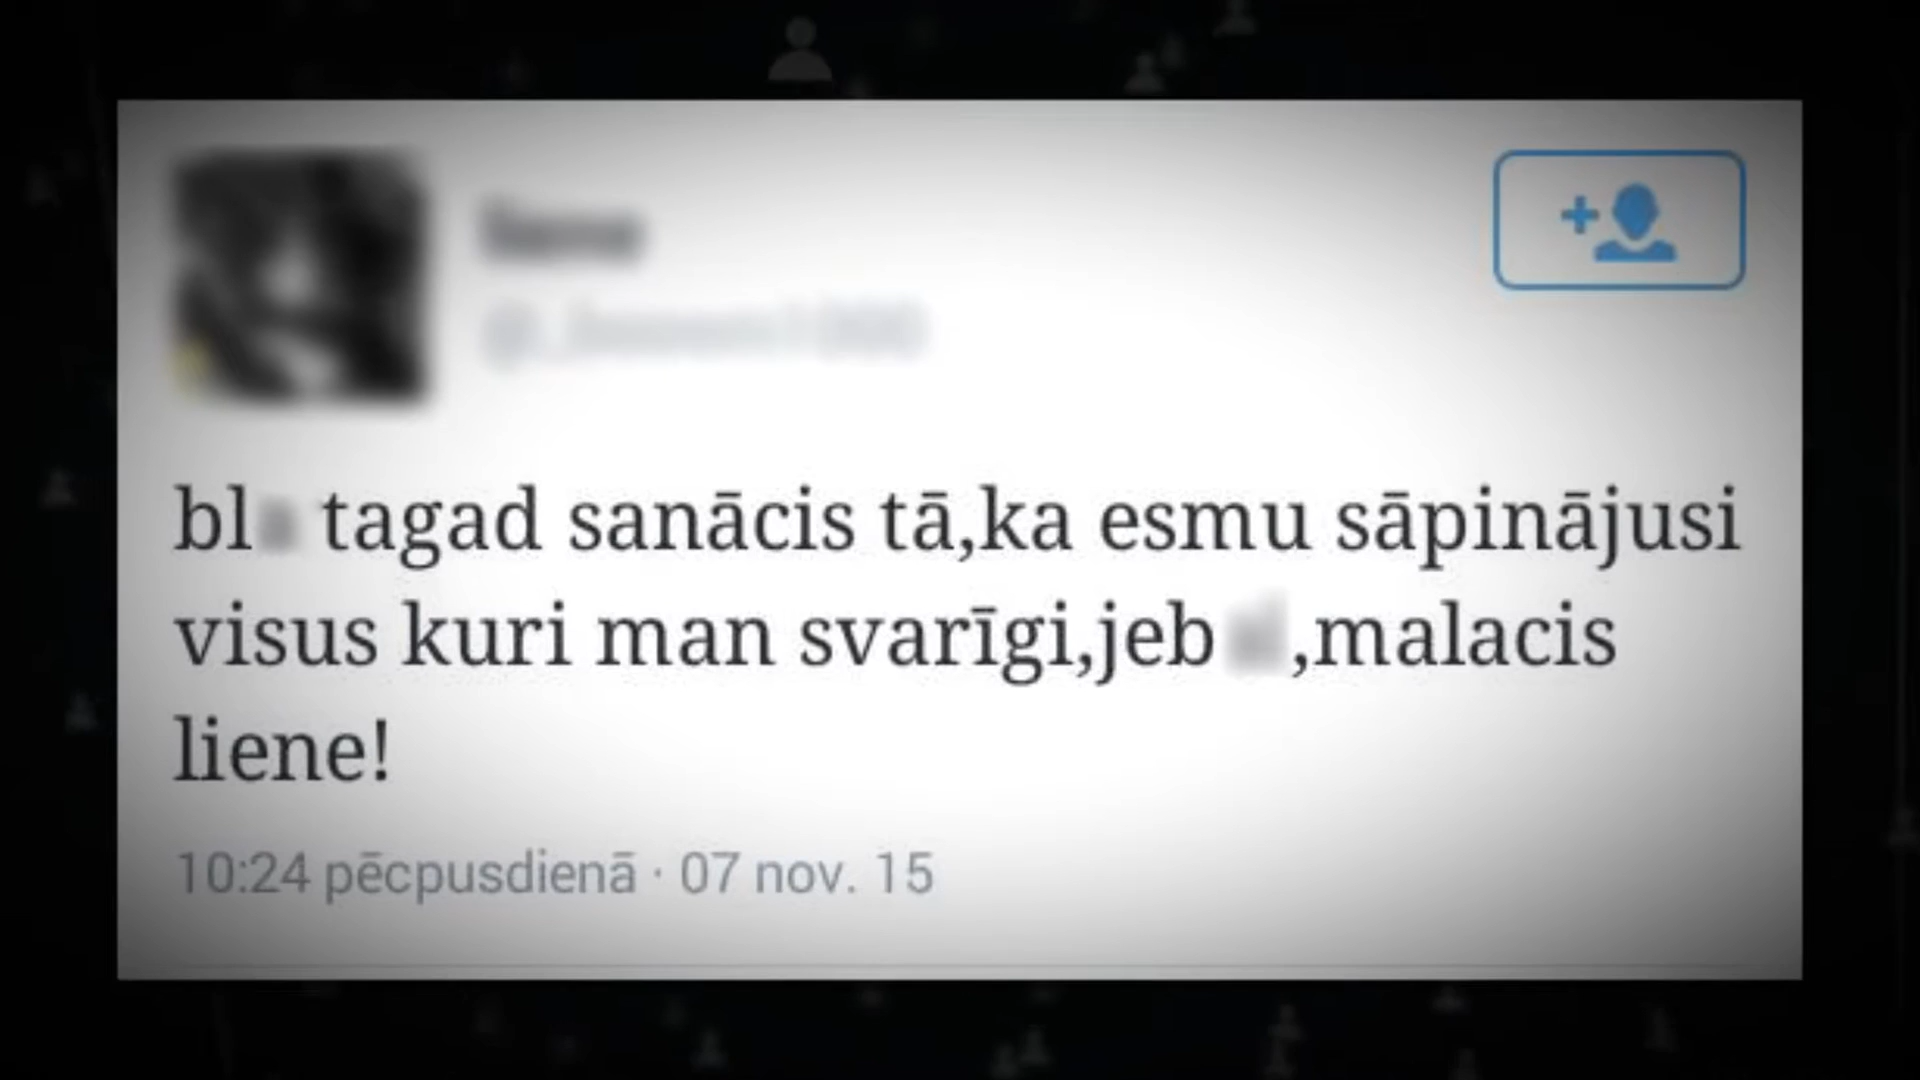 bl tagad sanācis tā,ka esmu sāpinājusi
visus kuri man svarīgi,jeb ,malacis
liene!
10:24 pēcpusdienā · 07 nov. 15